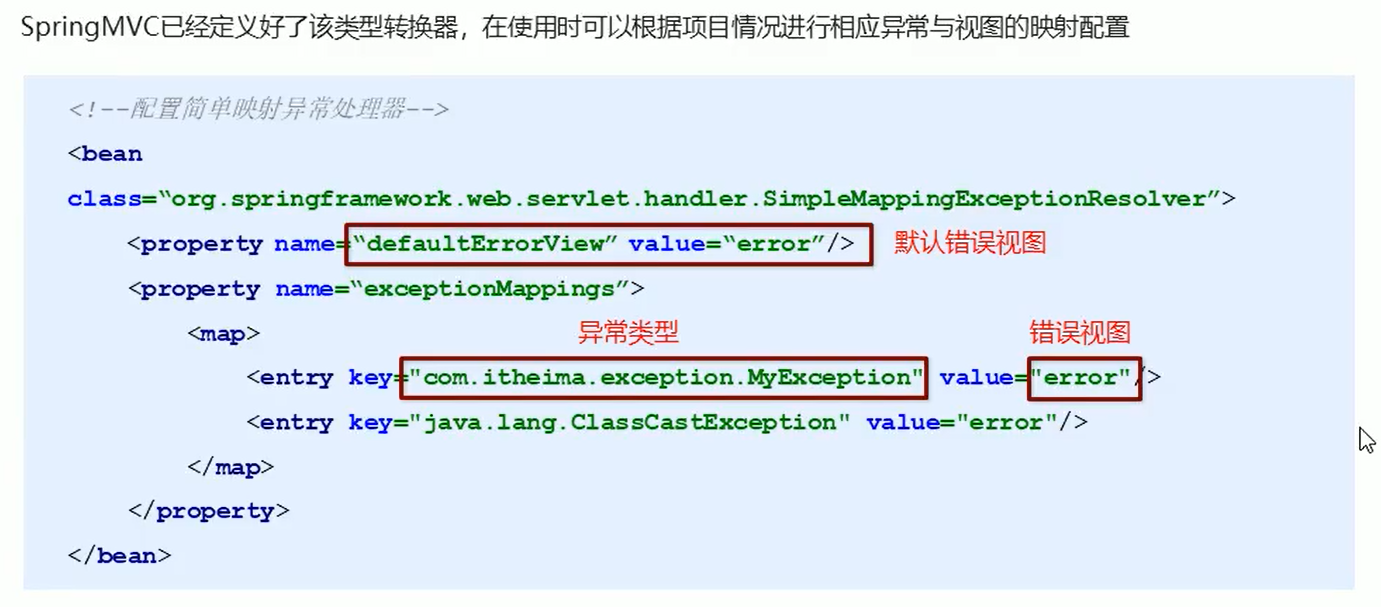 SpringMVC已经定义好了该类型转换器，在使用时可以根据项目情况进行相应异常与视图的映射配置
<!--配置简单映射异常处理器-->
<bean
class=“org.springframework.web.servlet.handler.SimpleMappingExceptionResolver”>
<property name=“defaultErrorView” value=“error”/> 默认错误视图
<property name=“exceptionMappings”>
<map> 异常类型 错误视图
<entry key="com.itheima.exception.MyException" value="error"/>
<entry key="java.lang.ClassCastException" value="error"/>
</map>
</property>
</bean>